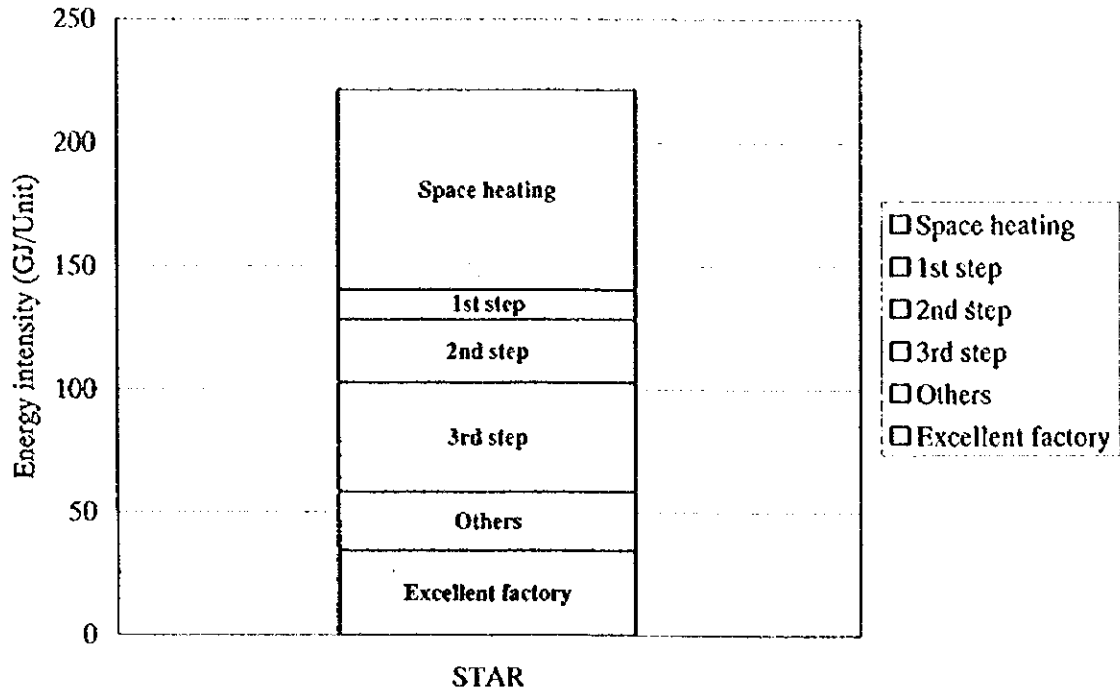 250
200
150
100
50
0
Energy intensity (GJ/Unit)
Space heating
1st step
2nd step
3rd step
Others
Excellent factory
STAR
Space heating
1st step
2nd step
3rd step
Others
Excellent factory